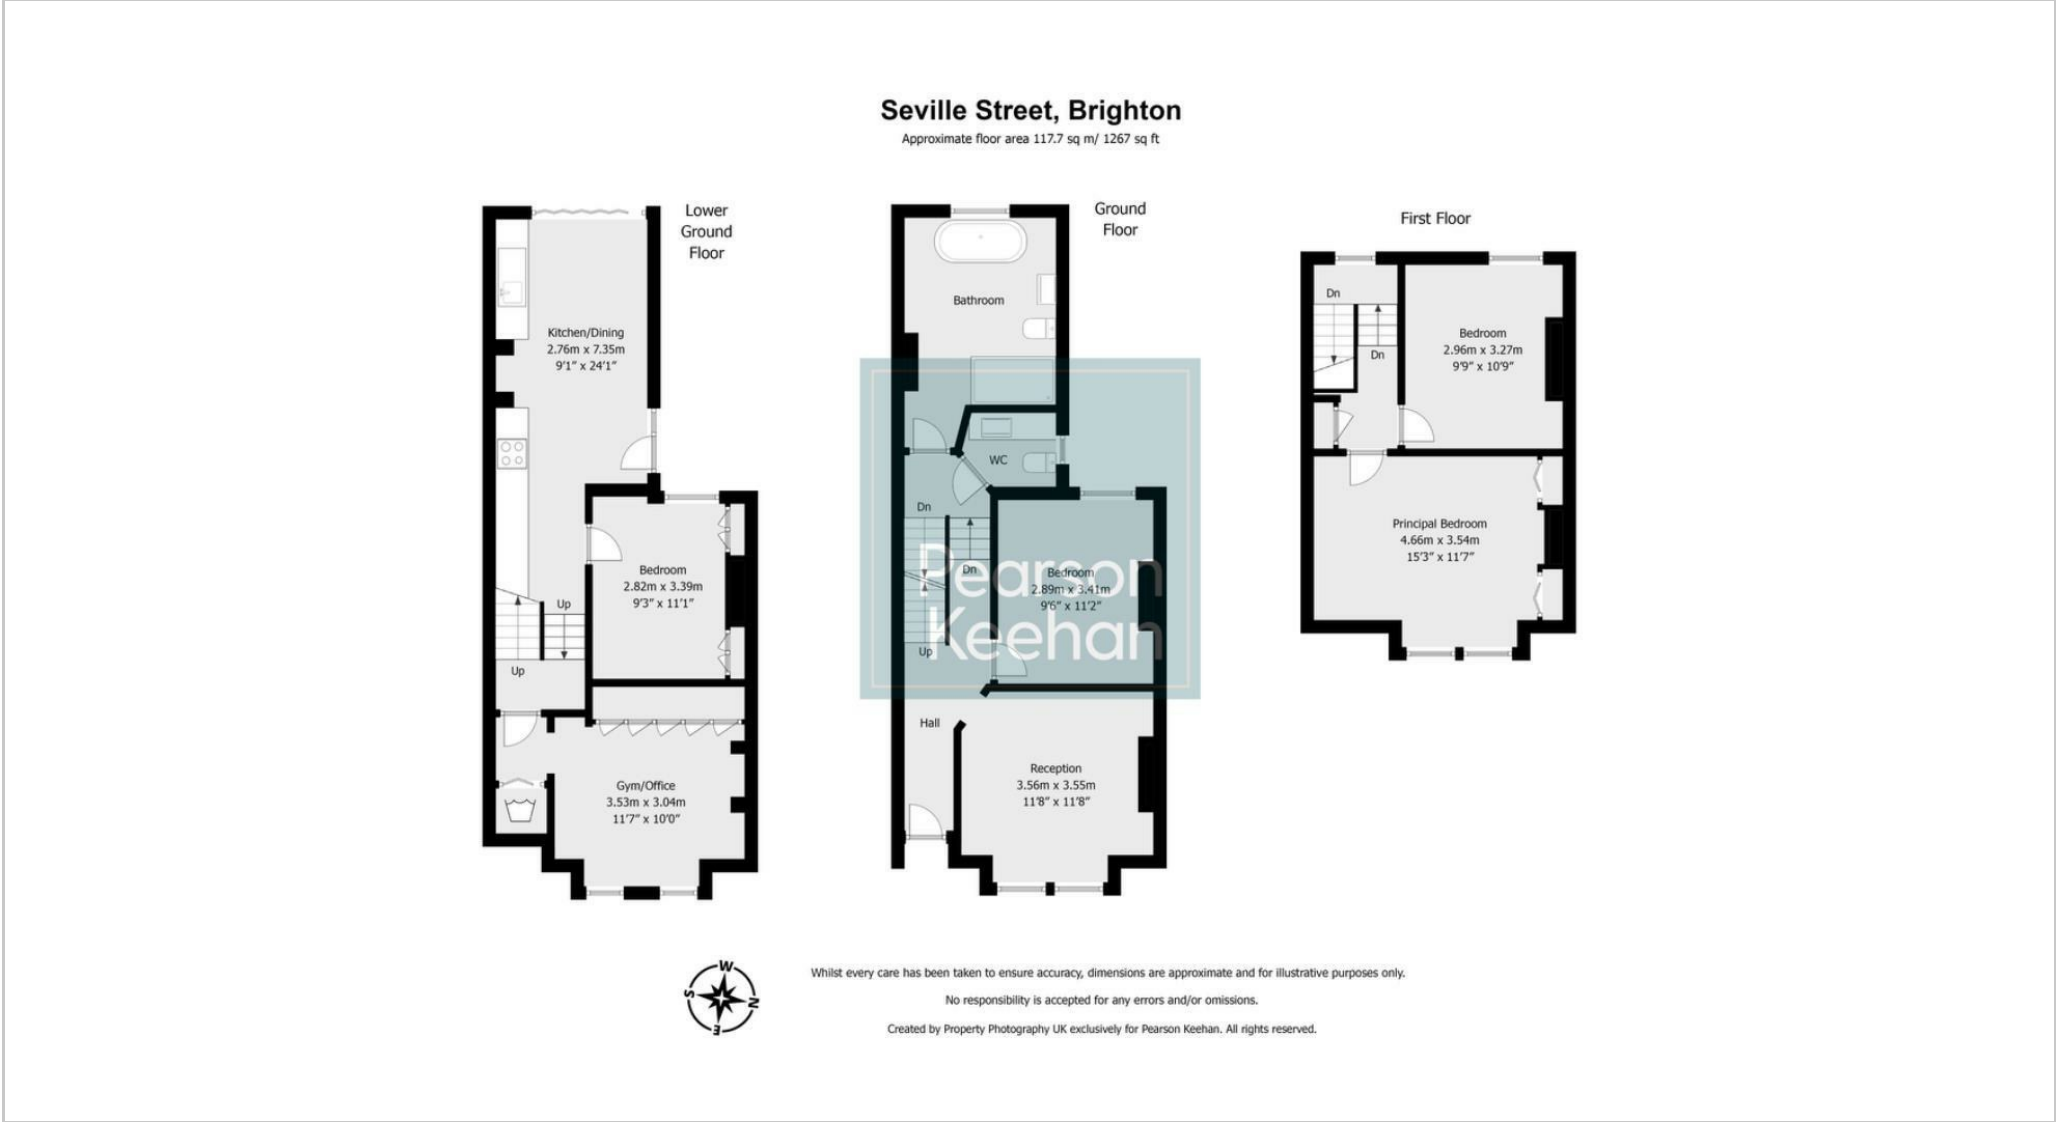 Seville Street, Brighton
Approximate floor area 117.7 sq m/ 1267 sq ft
Lower
Ground
Floor
Kitchen/Dining
2.76m x 7.35m
9'1" x 24'1"
Bedroom
2.82m x 3.39m
9'3" x 11'1"
Up
Up
Gym/Office
3.53m x 3.04m
11'7" x 10'0"
Ground
Floor
Bathroom
WC
Dn
Dn
Bedroom
2.89m x 3.41m
9'6" x 11'2"
Up
Pearson
Keehan
Hall
Reception
3.56m x 3.55m
11'8" x 11'8"
First Floor
Dn
Dn
Bedroom
2.96m x 3.27m
9'9" x 10'9"
Principal Bedroom
4.66m x 3.54m
15'3" x 11'7"
W
S
N
E
Whilst every care has been taken to ensure accuracy, dimensions are approximate and for illustrative purposes only.
No responsibility is accepted for any errors and/or omissions.
Created by Property Photography UK exclusively for Pearson Keehan. All rights reserved.